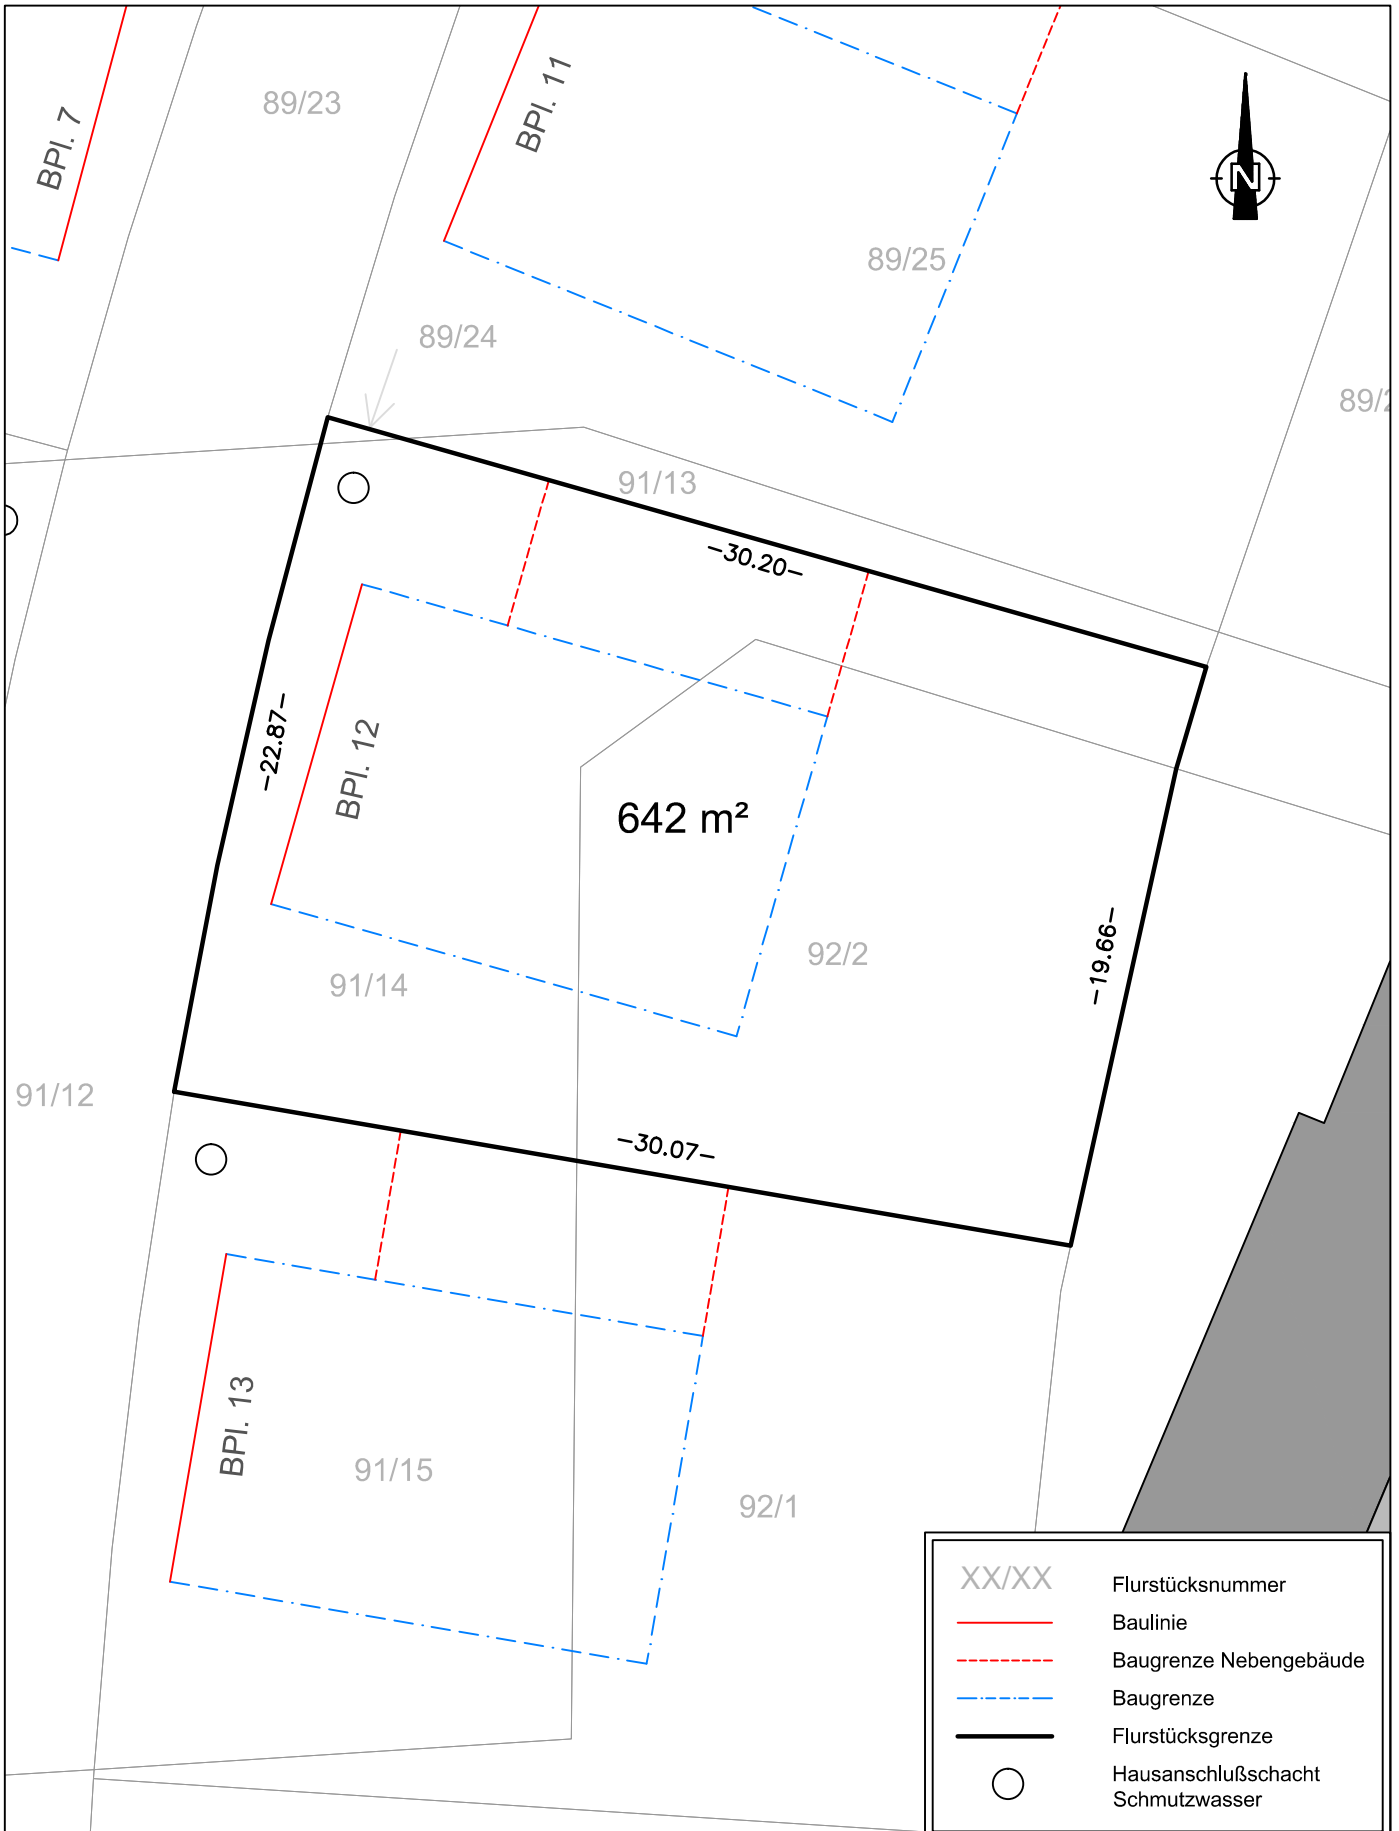 BPl. 7
89/23
BPl. 11
N
89/25
89/24
91/13
-30.20-
-22.87-
BPl. 12
642 m²
92/2
-19.66-
91/14
91/12
-30.07-
BPl. 13
91/15
92/1
XX/XX Flurstücksnummer
Baulinie
Baugrenze Nebengebäude
Baugrenze
Flurstücksgrenze
Hausanschlußschacht
Schmutzwasser